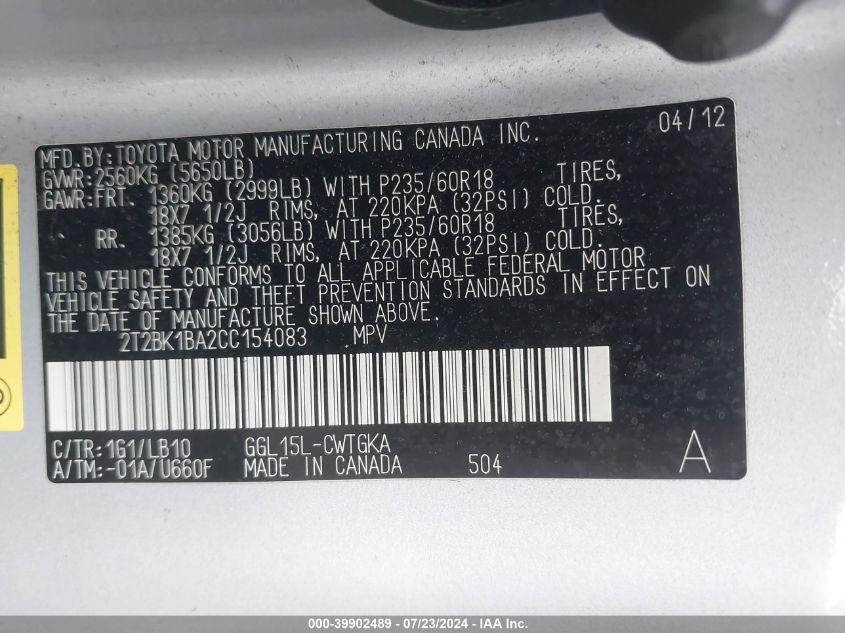 MFD.BY:TOYOTA MOTOR MANUFACTURING CANADA INC. 04/12
GVWR:2560KG (5650LB)
GAWR:FRT. 1360KG (2999LB) WITH P235/60R18 TIRES,
18X7 1/2J RIMS, AT 220KPA (32PSI) COLD.
RR. 1385KG (3056LB) WITH P235/60R18 TIRES,
18X7 1/2J RIMS, AT 220KPA (32PSI) COLD.
THIS VEHICLE CONFORMS TO ALL APPLICABLE FEDERAL MOTOR
VEHICLE SAFETY AND THEFT PREVENTION STANDARDS IN EFFECT ON
THE DATE OF MANUFACTURE SHOWN ABOVE.
2T2BK1BA2CC154083 MPV
C/TR:1G1/LB10 GGL15L-CWTGKA
A/TM:-01A/U660F MADE IN CANADA 504 A
000-39902489 - 07/23/2024 - IAA Inc.